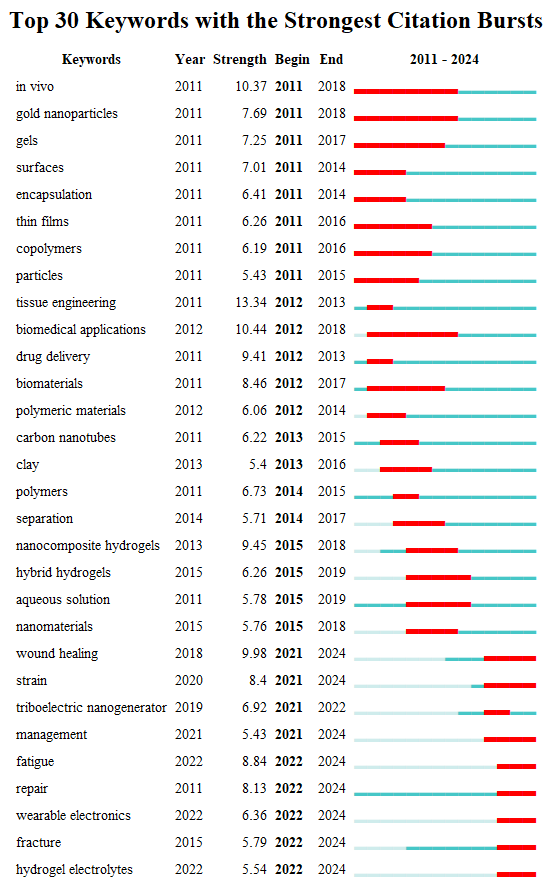 Top 30 Keywords with the Strongest Citation Bursts
Keywords Year Strength Begin End 2011 - 2024
in vivo 2011 10.37 2011 2018
gold nanoparticles 2011 7.69 2011 2018
gels 2011 7.25 2011 2017
surfaces 2011 7.01 2011 2014
encapsulation 2011 6.41 2011 2014
thin films 2011 6.26 2011 2016
copolymers 2011 6.19 2011 2016
particles 2011 5.43 2011 2015
tissue engineering 2011 13.34 2012 2013
biomedical applications 2012 10.44 2012 2018
drug delivery 2011 9.41 2012 2013
biomaterials 2011 8.46 2012 2017
polymeric materials 2012 6.06 2012 2014
carbon nanotubes 2011 6.22 2013 2015
clay 2013 5.4 2013 2016
polymers 2011 6.73 2014 2015
separation 2014 5.71 2014 2017
nanocomposite hydrogels 2013 9.45 2015 2018
hybrid hydrogels 2015 6.26 2015 2019
aqueous solution 2011 5.78 2015 2019
nanomaterials 2015 5.76 2015 2018
wound healing 2018 9.98 2021 2024
strain 2020 8.4 2021 2024
triboelectric nanogenerator 2019 6.92 2021 2022
management 2021 5.43 2021 2024
fatigue 2022 8.84 2022 2024
repair 2011 8.13 2022 2024
wearable electronics 2022 6.36 2022 2024
fracture 2015 5.79 2022 2024
hydrogel electrolytes 2022 5.54 2022 2024